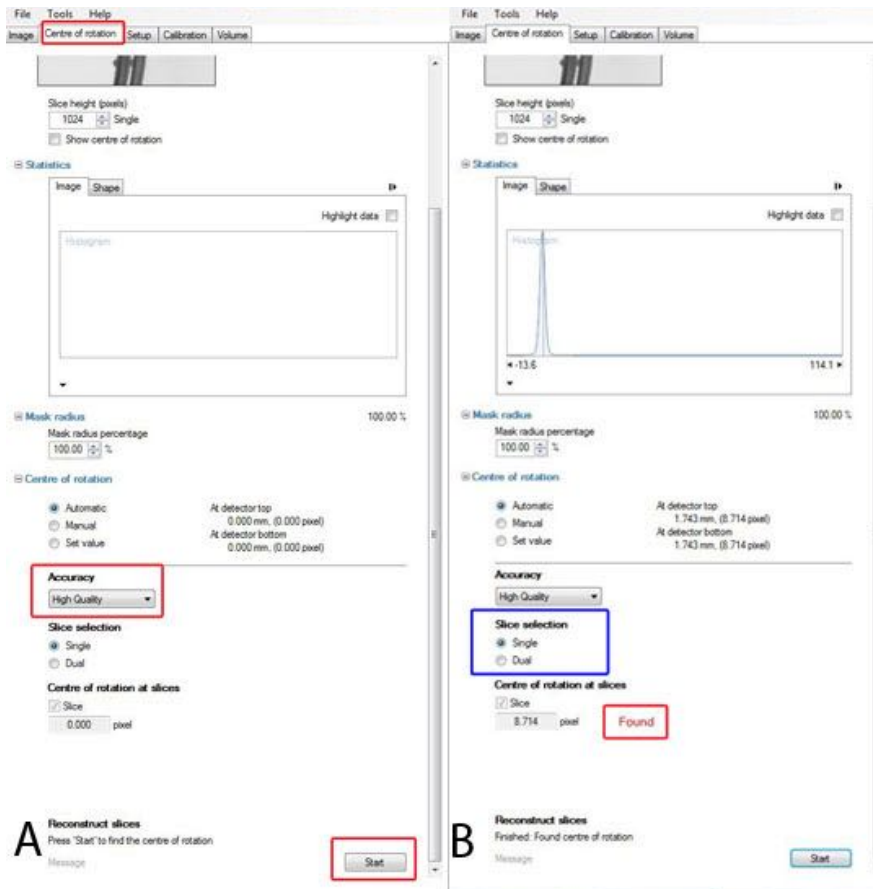 File Tools Help
Image Centre of rotation Setup Calibration Volume
Slice height (pixels)
1024 Single
Show centre of rotation
Statistics
Image Shape
Highlight data
Histogram
Mask radius 100.00 %
Mask radius percentage
100.00 %
Centre of rotation
Automatic
Manual
Set value
At detector top
0.000 mm, (0.000 pixel)
At detector bottom
0.000 mm, (0.000 pixel)
Accuracy
High Quality
Slice selection
Single
Dual
Centre of rotation at slices
Slice
0.000 pixel
Reconstruct slices
Press 'Start' to find the centre of rotation
Message
Start
A
File Tools Help
Image Centre of rotation Setup Calibration Volume
Slice height (pixels)
1024 Single
Show centre of rotation
Statistics
Image Shape
Highlight data
Histogram
-13.6 114.1
Mask radius 100.00 %
Mask radius percentage
100.00 %
Centre of rotation
Automatic
Manual
Set value
At detector top
1.743 mm, (8.714 pixel)
At detector bottom
1.743 mm, (8.714 pixel)
Accuracy
High Quality
Slice selection
Single
Dual
Centre of rotation at slices
Slice
8.714 pixel Found
Reconstruct slices
Finished: Found centre of rotation
Message
Start
B